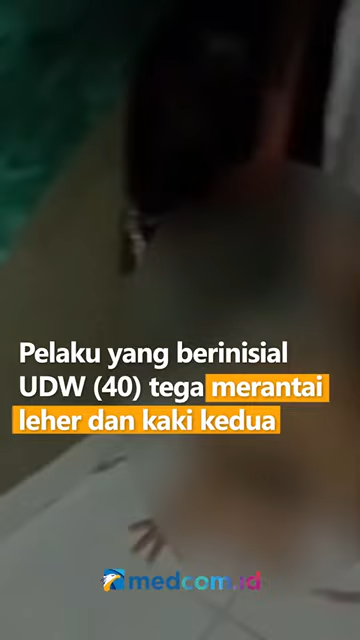 Pelaku yang berinisial
UDW (40) tega merantai
leher dan kaki kedua
medcom.id